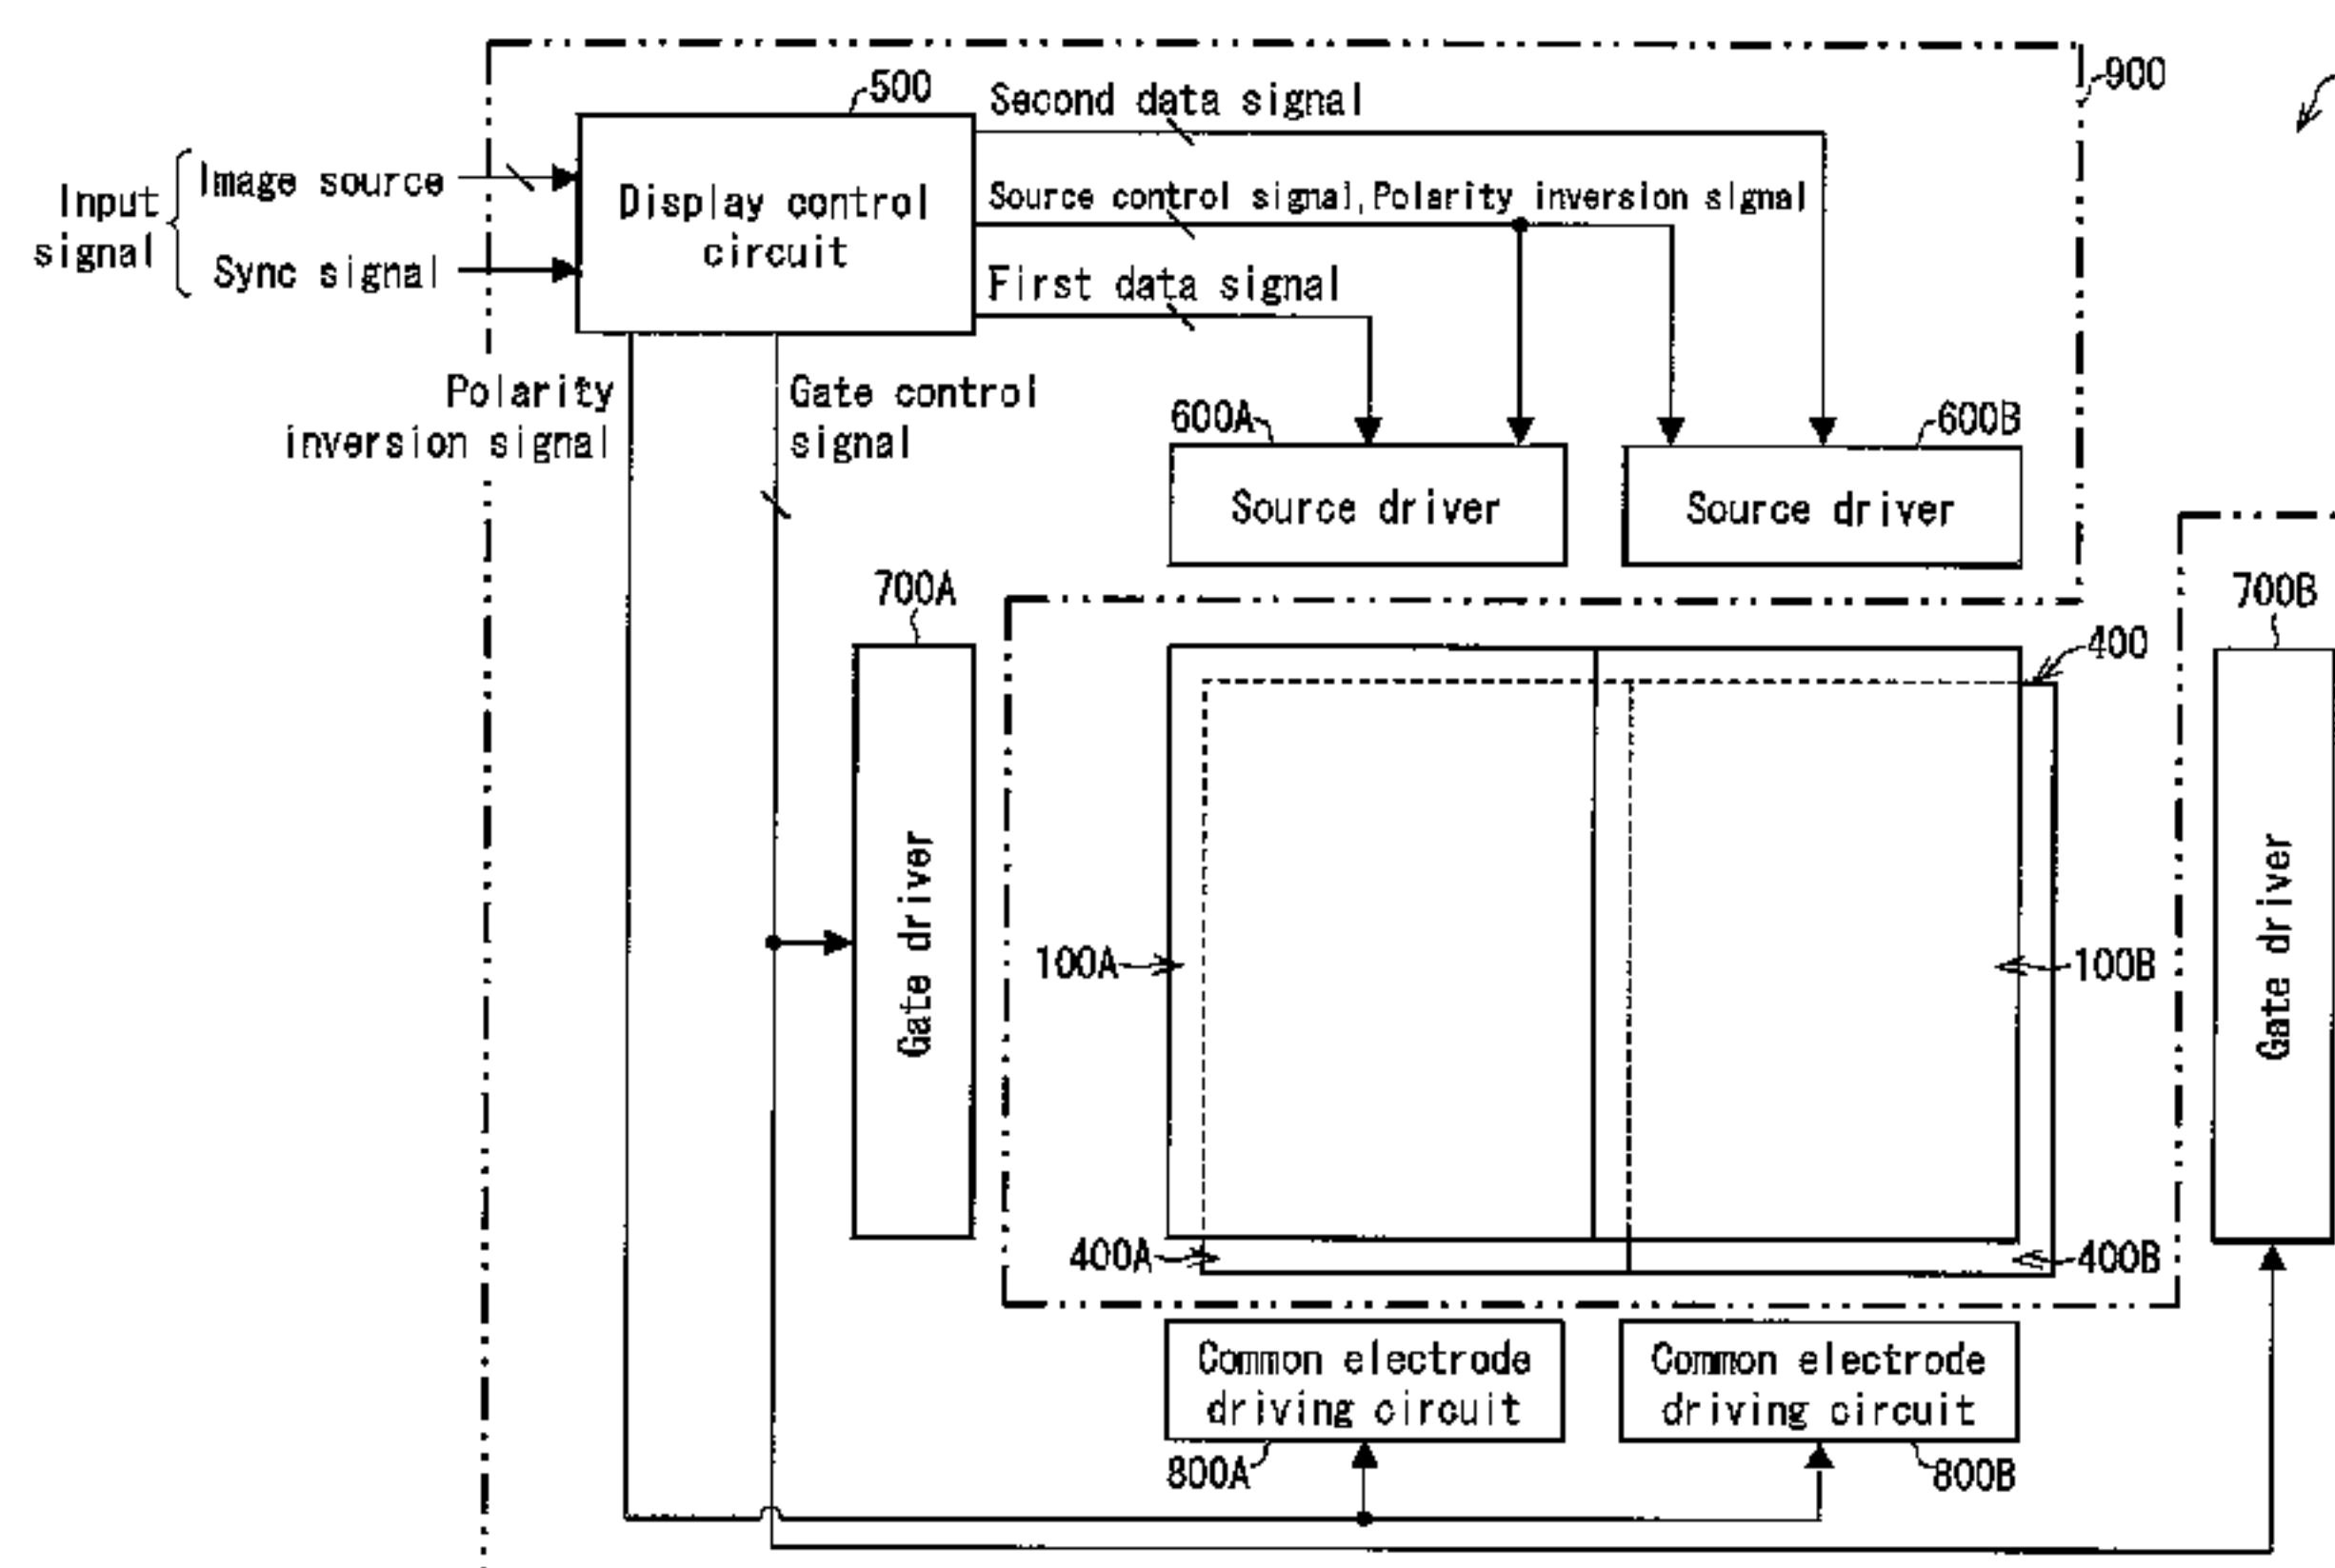 900
500
Second data signal
Input
signal
Image source
Sync signal
Display control
circuit
Source control signal, Polarity inversion signal
First data signal
Polarity
inversion signal
Gate control
signal
600A
600B
Source driver
Source driver
700A
700B
400
Gate driver
100A
100B
Gate driver
400A
400B
Common electrode
driving circuit
Common electrode
driving circuit
800A
800B